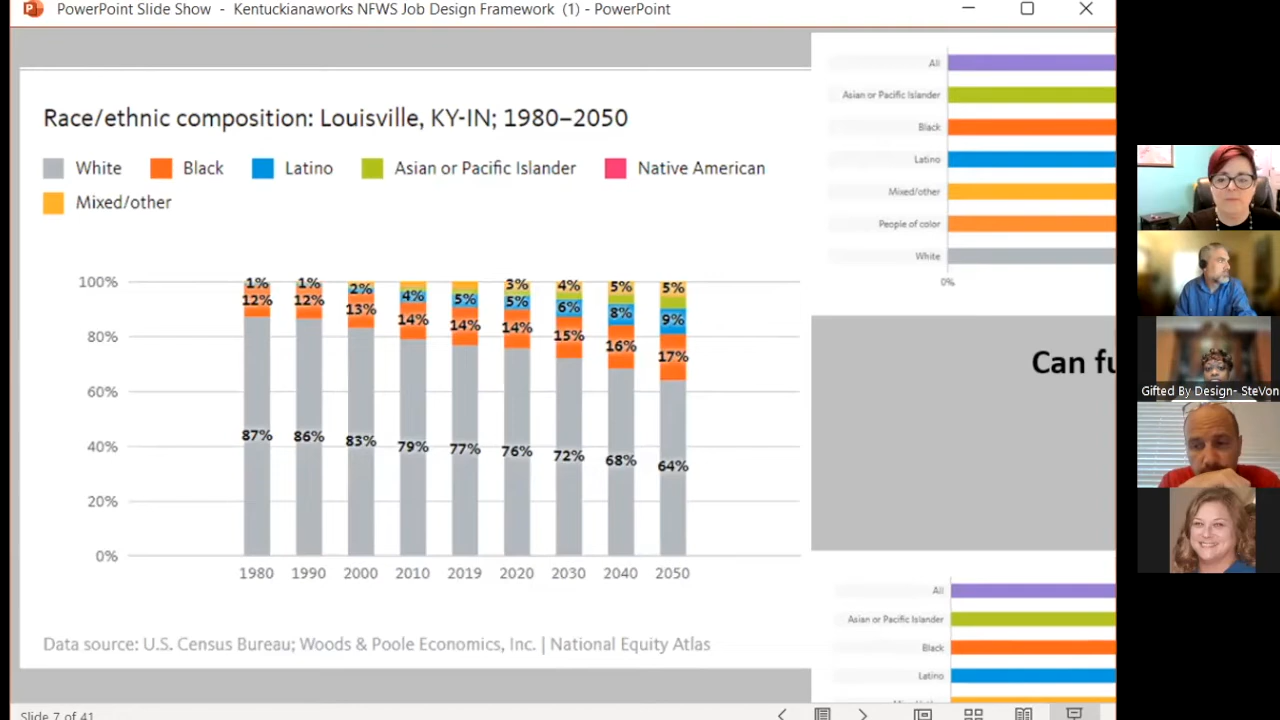 PowerPoint Slide Show - Kentuckianaworks NFWS Job Design Framework (1) - PowerPoint
Race/ethnic composition: Louisville, KY-IN; 1980–2050
White Black Latino Asian or Pacific Islander Native American
Mixed/other
100% 1% 1% 2% 4% 5% 3% 4% 5% 5%
12% 12% 13% 14% 14% 5% 6% 8% 9%
80% 14% 15% 16% 17%
60%
40% 87% 86% 83% 79% 77% 76% 72% 68% 64%
20%
0%
1980 1990 2000 2010 2019 2020 2030 2040 2050
Data source: U.S. Census Bureau; Woods & Poole Economics, Inc. | National Equity Atlas
All
Asian or Pacific Islander
Black
Latino
Mixed/other
People of color
White
0%
Can fu
All
Asian or Pacific Islander
Black
Latino
Slide 7 of 41
Gifted By Design- SteVon